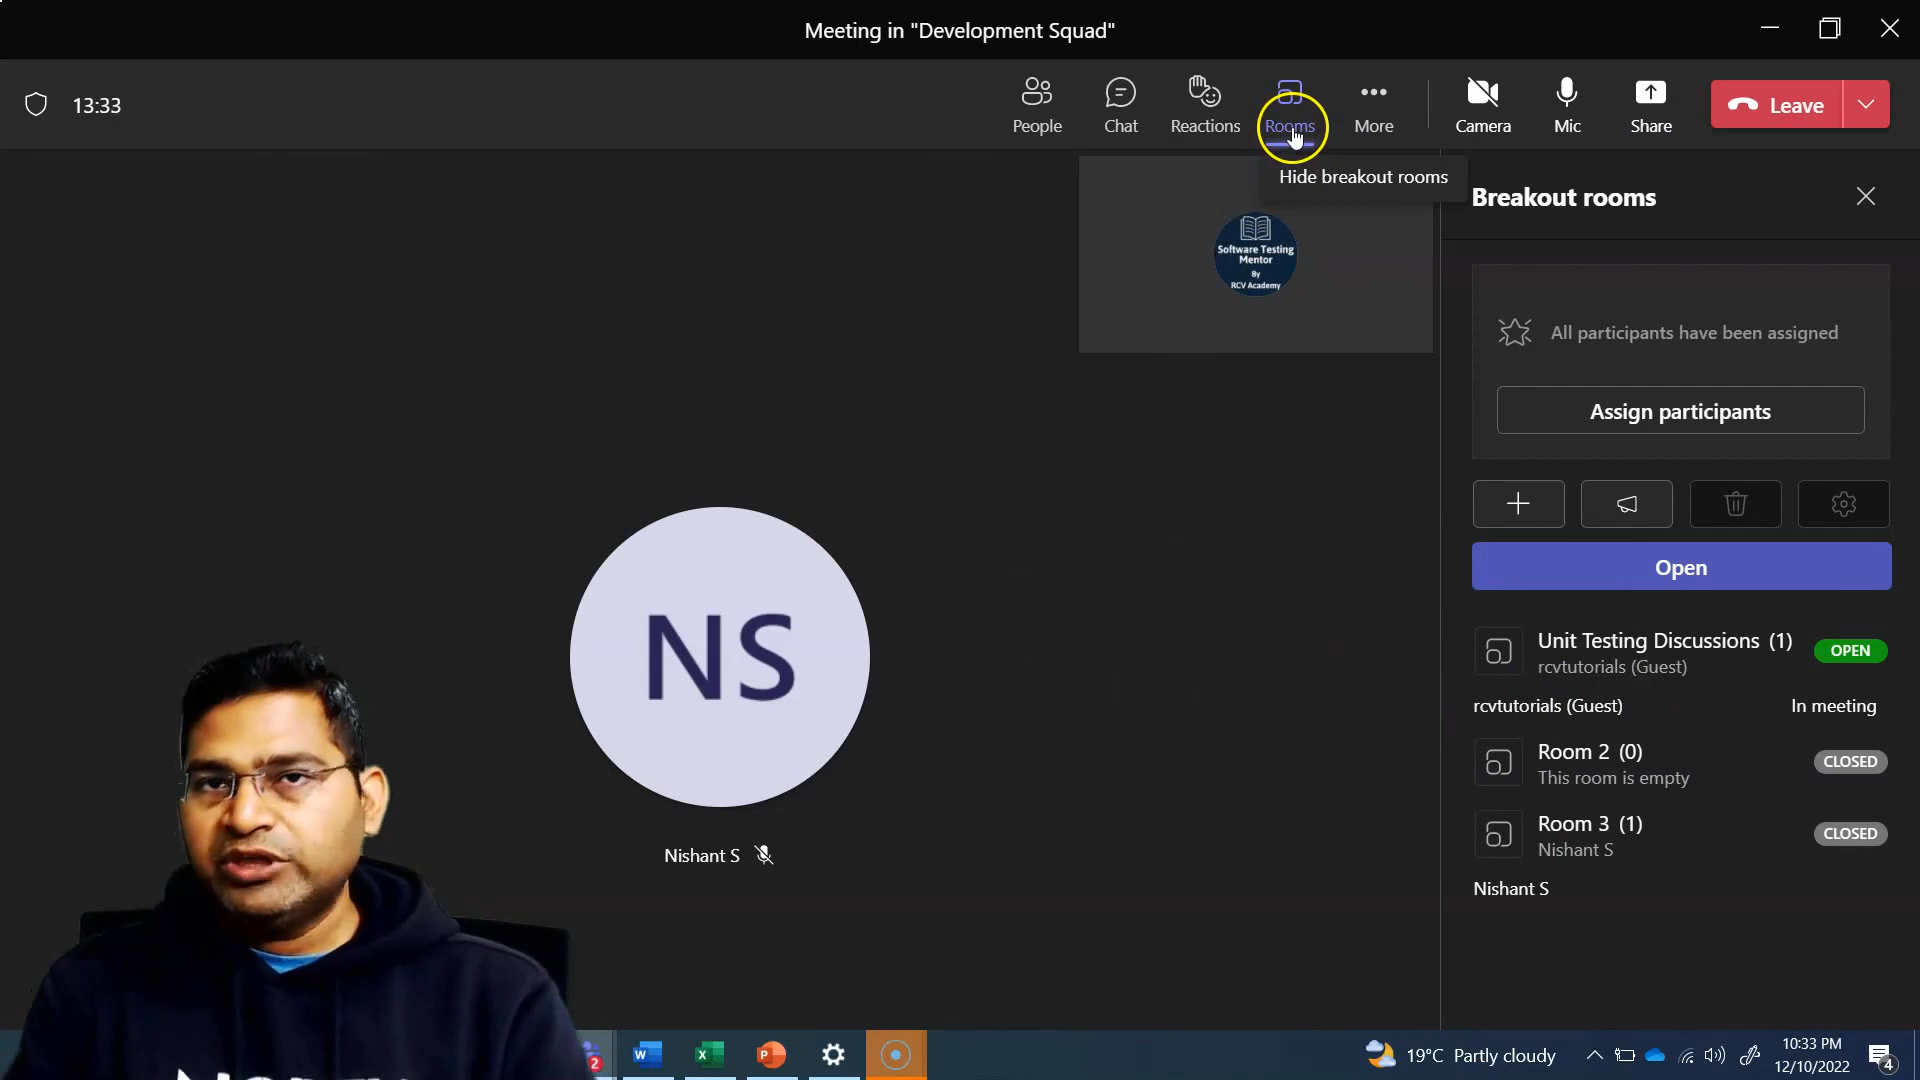 Meeting in "Development Squad"
13:33
People
Chat
Reactions
Rooms
More
Camera
Mic
Share
Leave
Hide breakout rooms
Breakout rooms
Software Testing
Mentor
By
RCV Academy
All participants have been assigned
Assign participants
Open
Unit Testing Discussions (1)
OPEN
rcvtutorials (Guest)
rcvtutorials (Guest)
In meeting
Room 2 (0)
CLOSED
This room is empty
Room 3 (1)
CLOSED
Nishant S
Nishant S
NS
Nishant S
2
W
X
P
19°C Partly cloudy
10:33 PM
12/10/2022
4